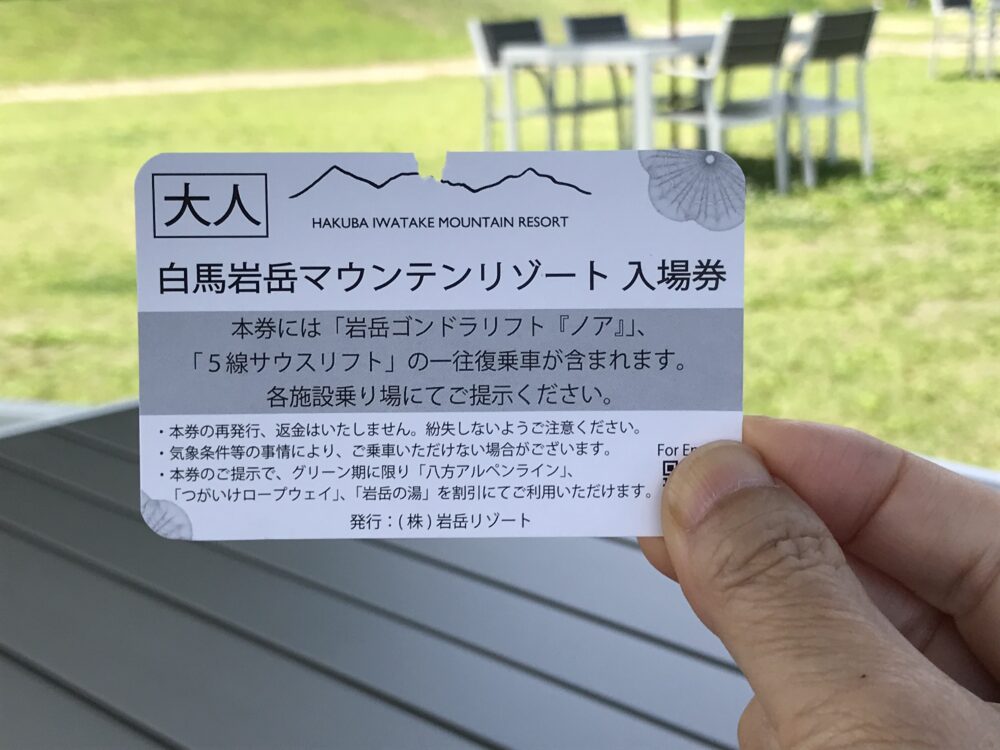 大人
HAKUBA IWATAKE MOUNTAIN RESORT
白馬岩岳マウンテンリゾート 入場券
本券には「岩岳ゴンドラリフト『ノア』」、
「５線サウスリフト」の一往復乗車が含まれます。
各施設乗り場にてご提示ください。
・本券の再発行、返金はいたしません。紛失しないようご注意ください。
・気象条件等の事情により、ご乗車いただけない場合がございます。
・本券のご提示で、グリーン期に限り「八方アルペンライン」、
「つがいけロープウェイ」、「岩岳の湯」を割引にてご利用いただけます。
For
発行：(株)岩岳リゾート